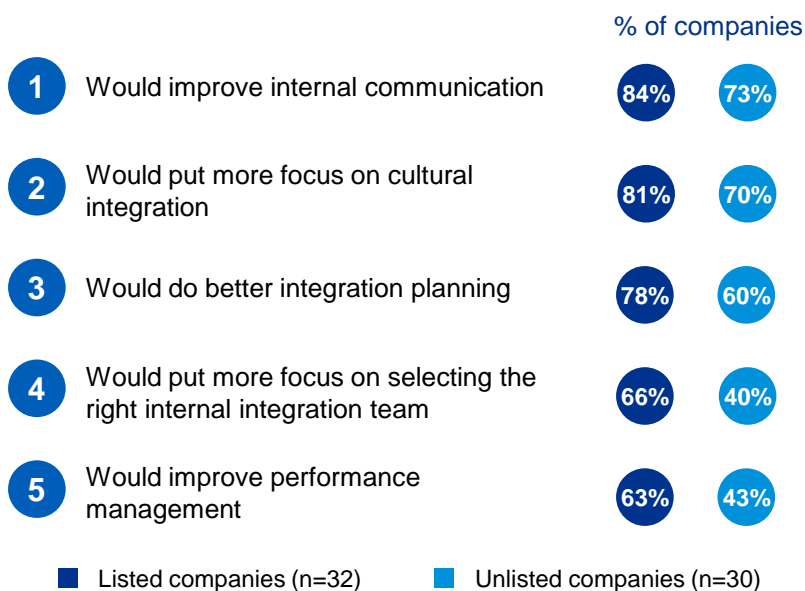 % of companies
1 Would improve internal communication 84% 73%
2 Would put more focus on cultural
integration 81% 70%
3 Would do better integration planning 78% 60%
4 Would put more focus on selecting the
right internal integration team 66% 40%
5 Would improve performance
management 63% 43%
Listed companies (n=32) Unlisted companies (n=30)